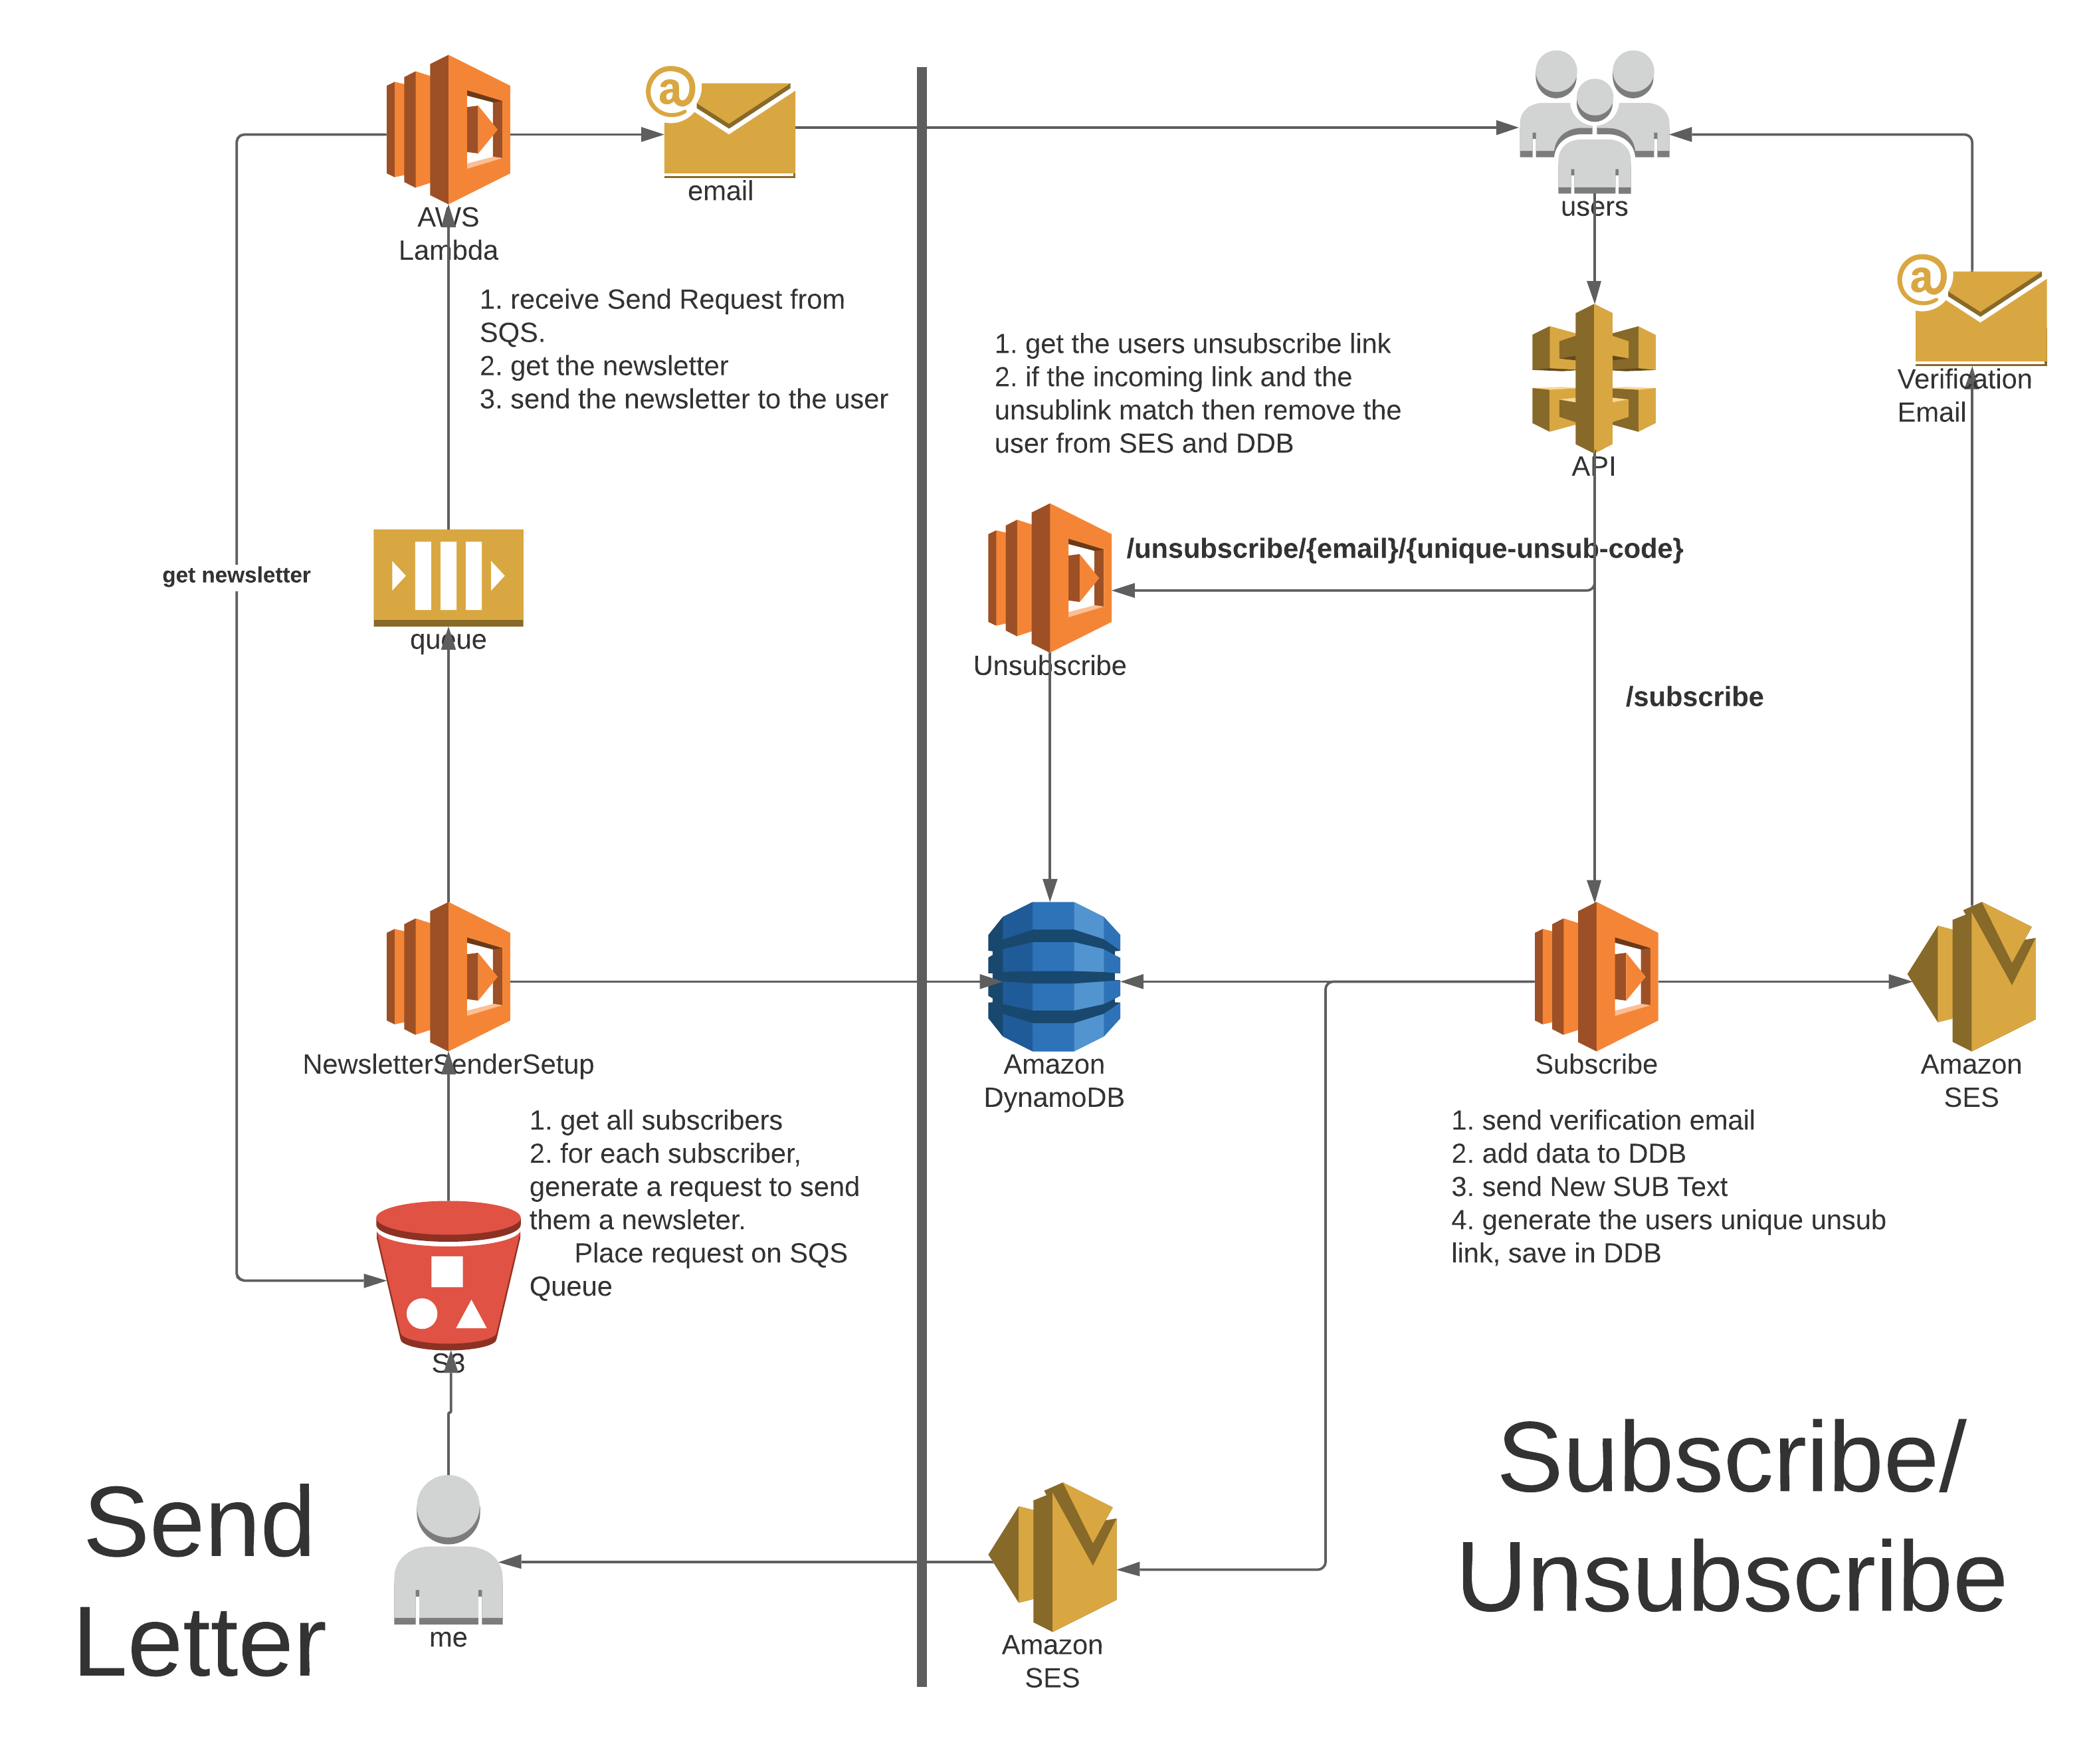 AWS
Lambda
email
1. receive Send Request from
SQS.
2. get the newsletter
3. send the newsletter to the user
get newsletter
queue
NewsletterSenderSetup
1. get all subscribers
2. for each subscriber,
generate a request to send
them a newsleter.
Place request on SQS
Queue
S3
me
Send
Letter
users
1. get the users unsubscribe link
2. if the incoming link and the
unsublink match then remove the
user from SES and DDB
API
Verification
Email
/unsubscribe/{email}/{unique-unsub-code}
Unsubscribe
/subscribe
Amazon
DynamoDB
Subscribe
1. send verification email
2. add data to DDB
3. send New SUB Text
4. generate the users unique unsub
link, save in DDB
Amazon
SES
Amazon
SES
Subscribe/
Unsubscribe